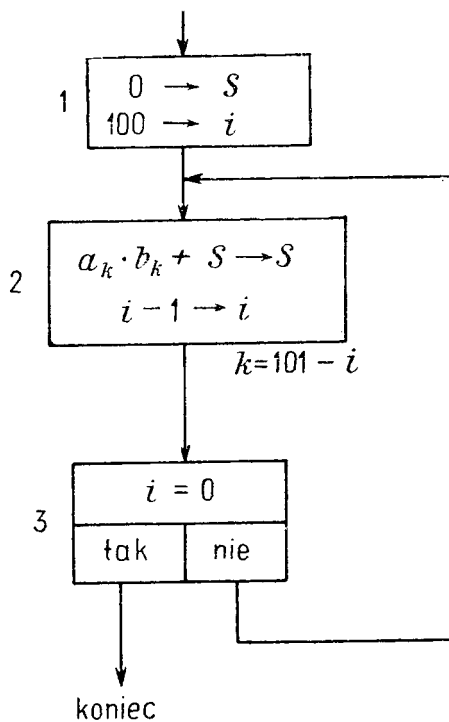 1
0 → S
100 → i
2
a_k · b_k + S → S
i - 1 → i
k = 101 - i
3
i = 0
tak nie
koniec